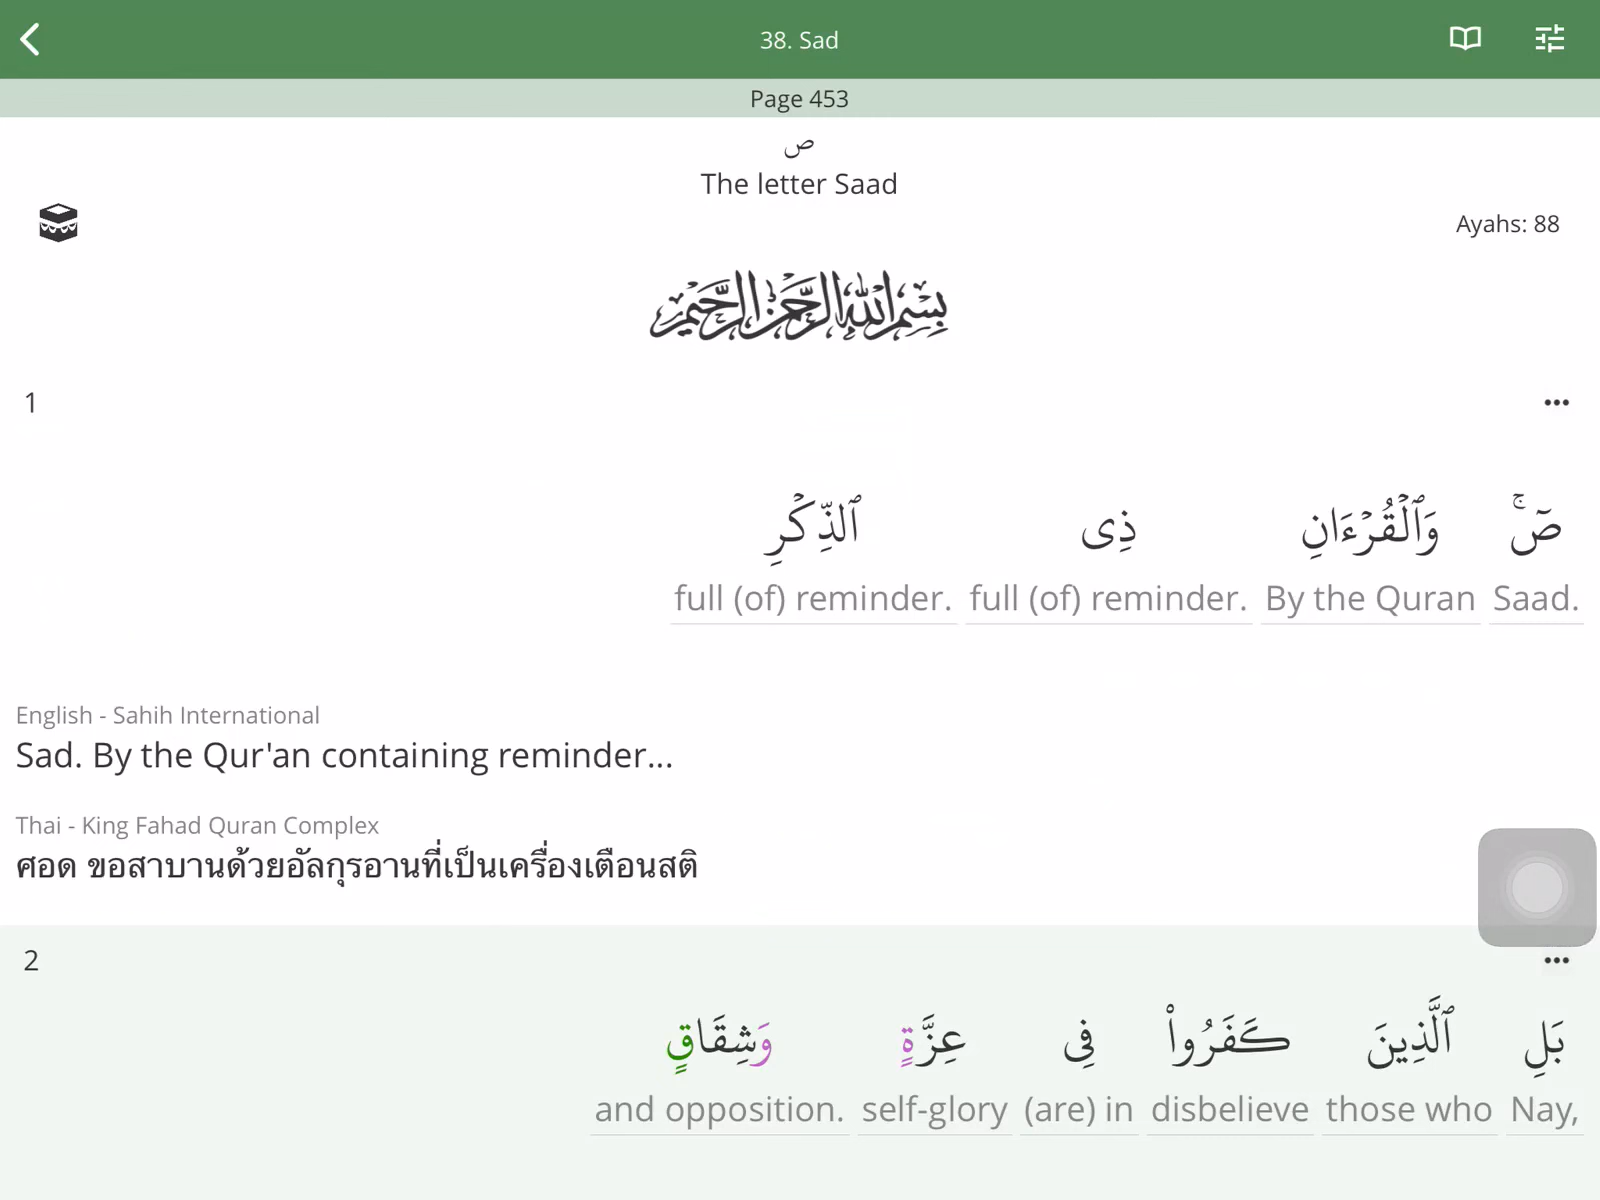 38. Sad
Page 453
ص
The letter Saad
Ayahs: 88
بِسْمِ اللَّهِ الرَّحْمَٰنِ الرَّحِيمِ
1
صٓ ۚ وَٱلْقُرْءَانِ ذِى ٱلذِّكْرِ
Saad. By the Quran full (of) reminder. full (of) reminder.
English - Sahih International
Sad. By the Qur'an containing reminder...
Thai - King Fahad Quran Complex
ศอด ขอสาบานด้วยอัลกุรอานที่เป็นเครื่องเตือนสติ
2
بَلِ ٱلَّذِينَ كَفَرُوا۟ فِى عِزَّةٍ وَشِقَاقٍ
Nay, those who disbelieve (are) in self-glory and opposition.